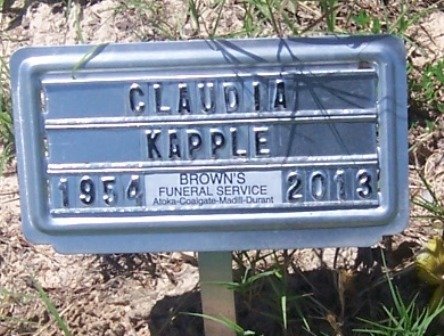 CLAUDIA
KAPPLE
1954 BROWN'S 2013
FUNERAL SERVICE
Atoka-Coalgate-Madill-Durant